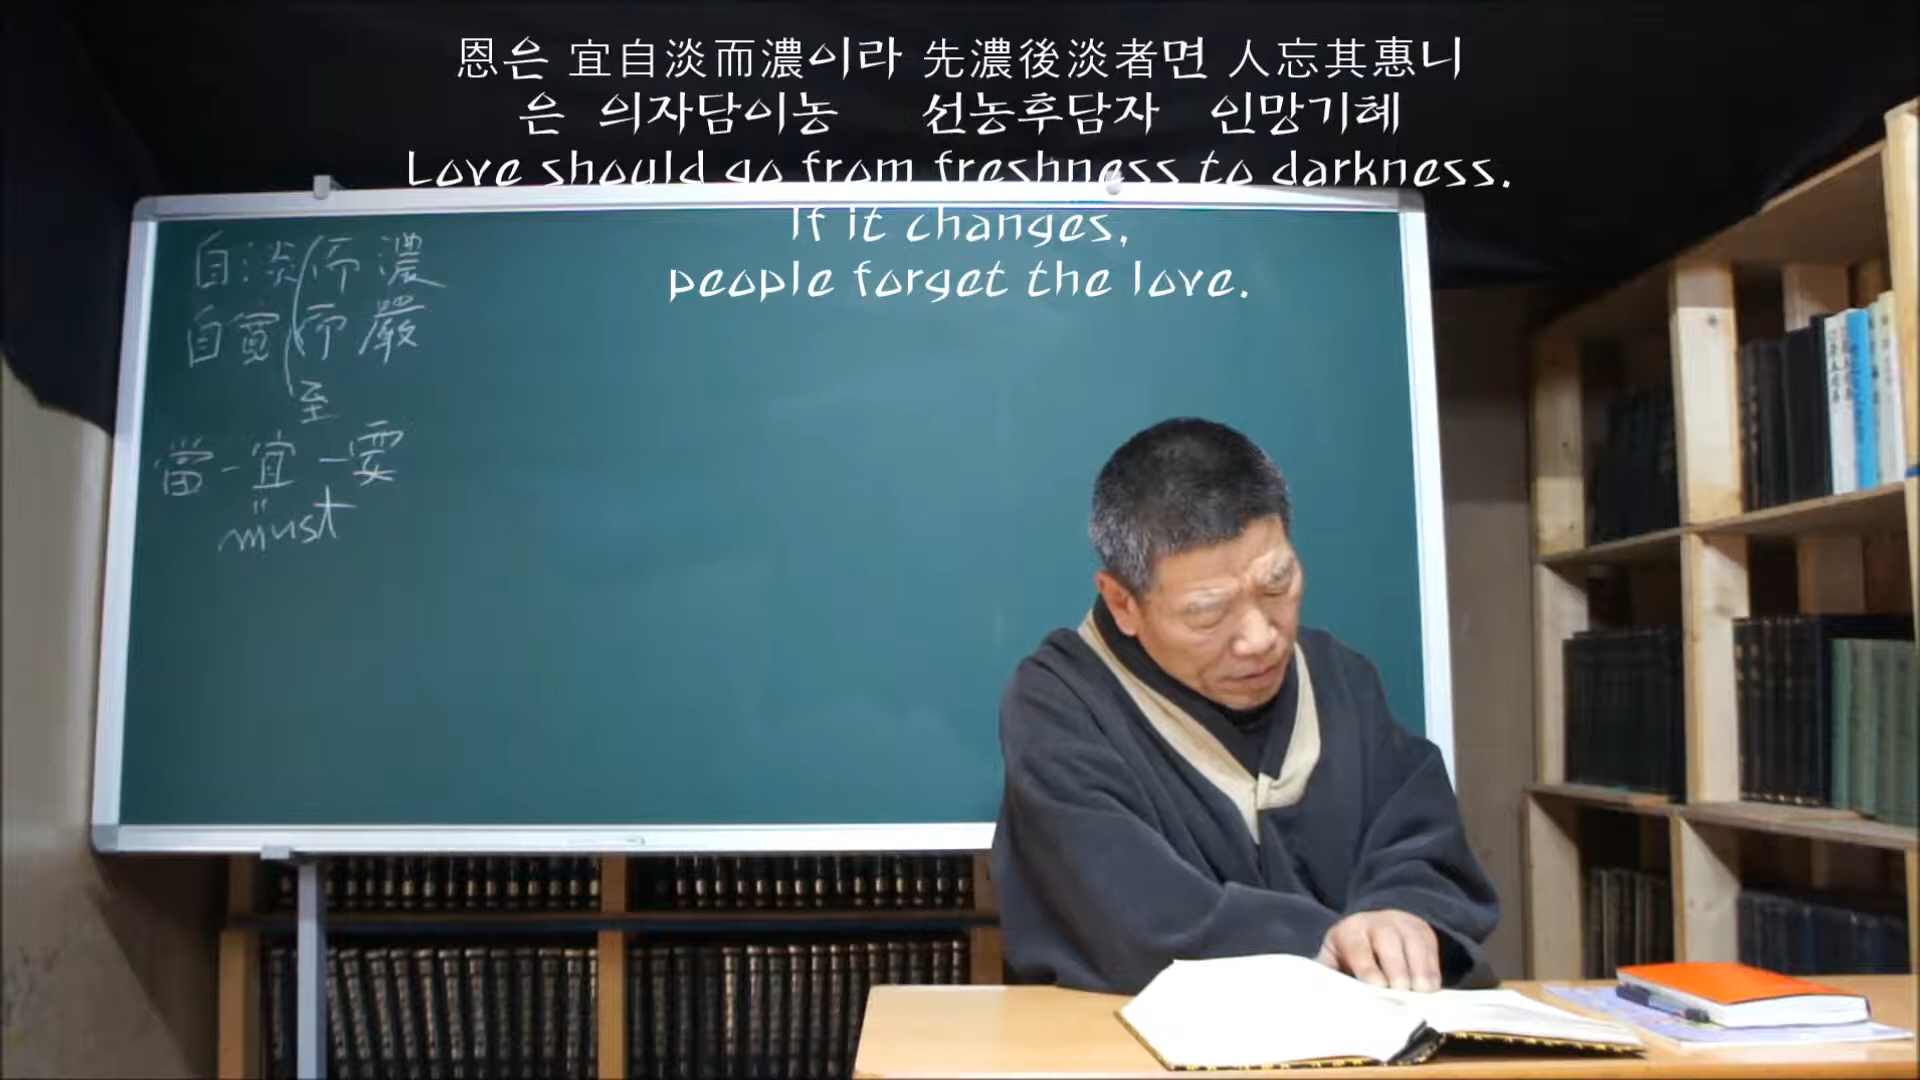 恩은 宜自淡而濃이라 先濃後淡者면 人忘其惠니
은 의자담이농 선농후담자 인망기혜
Love should go from freshness to darkness.
If it changes,
people forget the love.
自淡而濃
自寬而嚴
至
當-宜-要
"
must